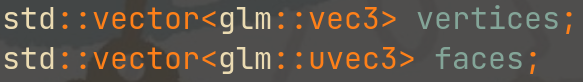 std::vector<glm::vec3> vertices;
std::vector<glm::uvec3> faces;